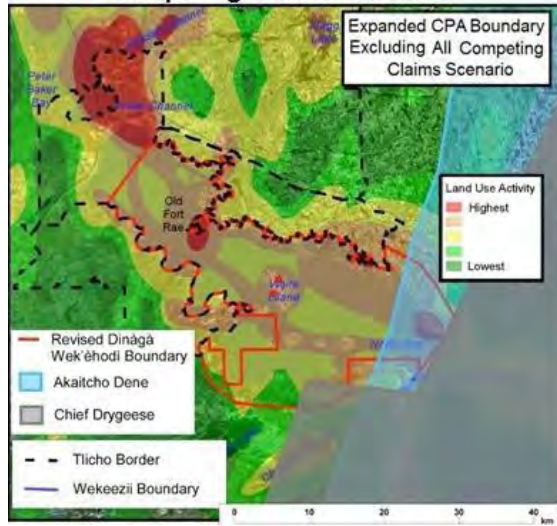 Expanded CPA Boundary
Excluding All Competing
Claims Scenario
Peter
Baker
Bay
Old
Fort
Rae
Land Use Activity
Highest
Lowest
Island
Revised Dinàgà
Wek'èhodi Boundary
Akaitcho Dene
Chief Drygeese
Tlicho Border
Wekeezii Boundary
0 5 10 20 30 40
km